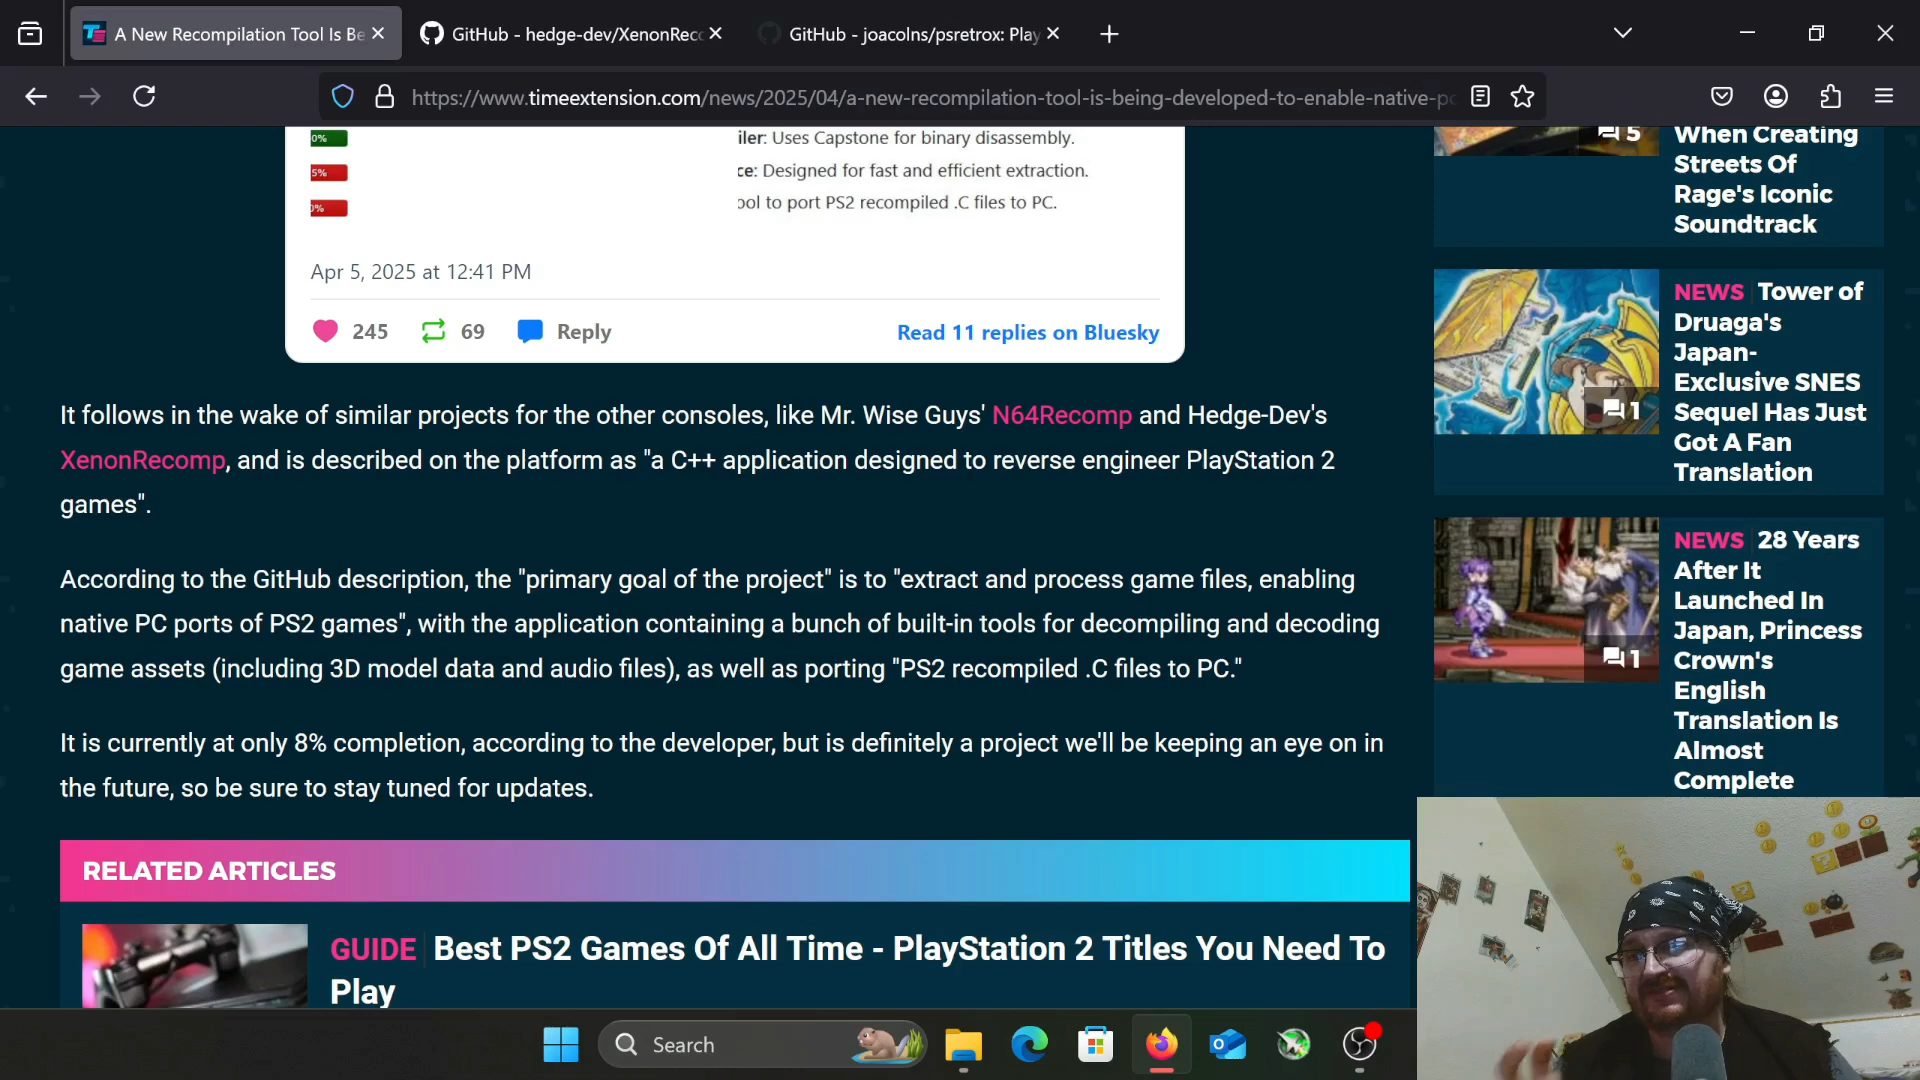 A New Recompilation Tool Is Be
GitHub - hedge-dev/XenonRec
GitHub - joacolns/psretrox: Play
https://www.timeextension.com/news/2025/04/a-new-recompilation-tool-is-being-developed-to-enable-native-po
0%
iler: Uses Capstone for binary disassembly.
5%
ce: Designed for fast and efficient extraction.
0%
ool to port PS2 recompiled .C files to PC.
Apr 5, 2025 at 12:41 PM
245
69
Reply
Read 11 replies on Bluesky
It follows in the wake of similar projects for the other consoles, like Mr. Wise Guys' N64Recomp and Hedge-Dev's
XenonRecomp, and is described on the platform as "a C++ application designed to reverse engineer PlayStation 2
games".
According to the GitHub description, the "primary goal of the project" is to "extract and process game files, enabling
native PC ports of PS2 games", with the application containing a bunch of built-in tools for decompiling and decoding
game assets (including 3D model data and audio files), as well as porting "PS2 recompiled .C files to PC."
It is currently at only 8% completion, according to the developer, but is definitely a project we'll be keeping an eye on in
the future, so be sure to stay tuned for updates.
RELATED ARTICLES
GUIDE Best PS2 Games Of All Time - PlayStation 2 Titles You Need To
Play
5
When Creating
Streets Of
Rage's Iconic
Soundtrack
1
NEWS Tower of
Druaga's
Japan-
Exclusive SNES
Sequel Has Just
Got A Fan
Translation
1
NEWS 28 Years
After It
Launched In
Japan, Princess
Crown's
English
Translation Is
Almost
Complete
Search